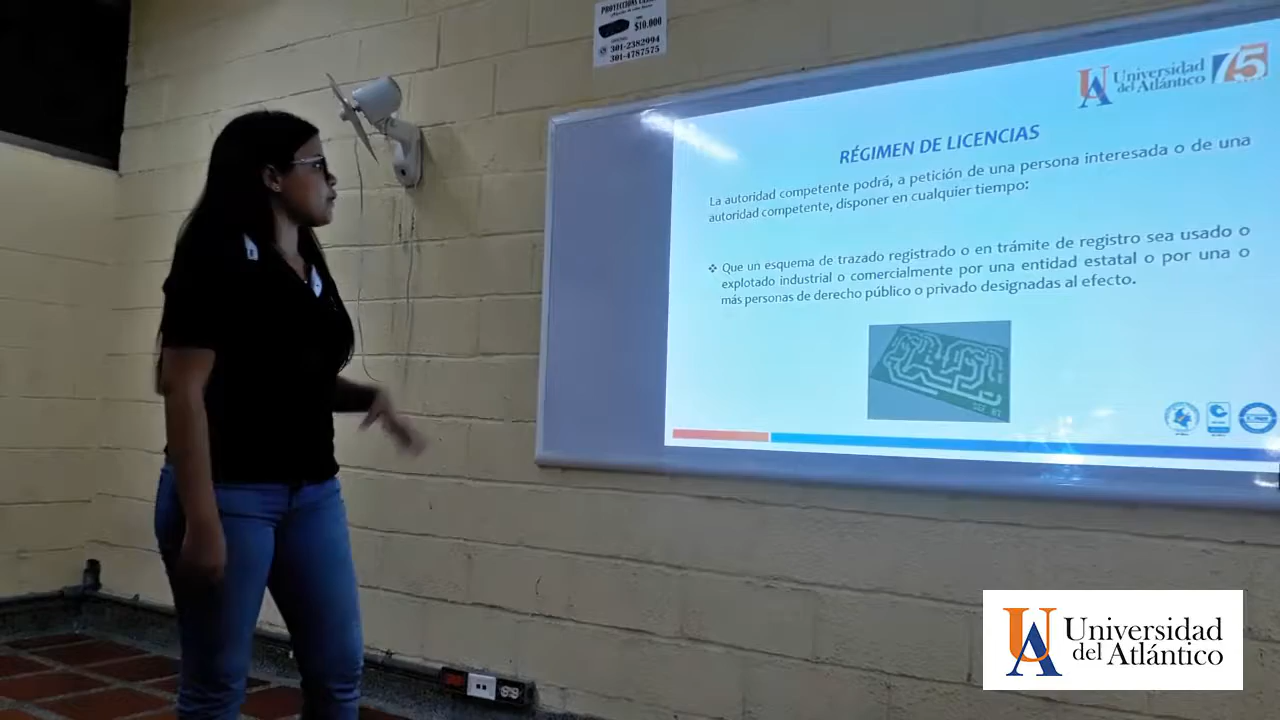 $10.000
301-2382994
301-4787575
Universidad
del Atlántico
75
RÉGIMEN DE LICENCIAS
La autoridad competente podrá, a petición de una persona interesada o de una
autoridad competente, disponer en cualquier tiempo:
❖ Que un esquema de trazado registrado o en trámite de registro sea usado o
explotado industrial o comercialmente por una entidad estatal o por una o
más personas de derecho público o privado designadas al efecto.
Universidad
del Atlántico